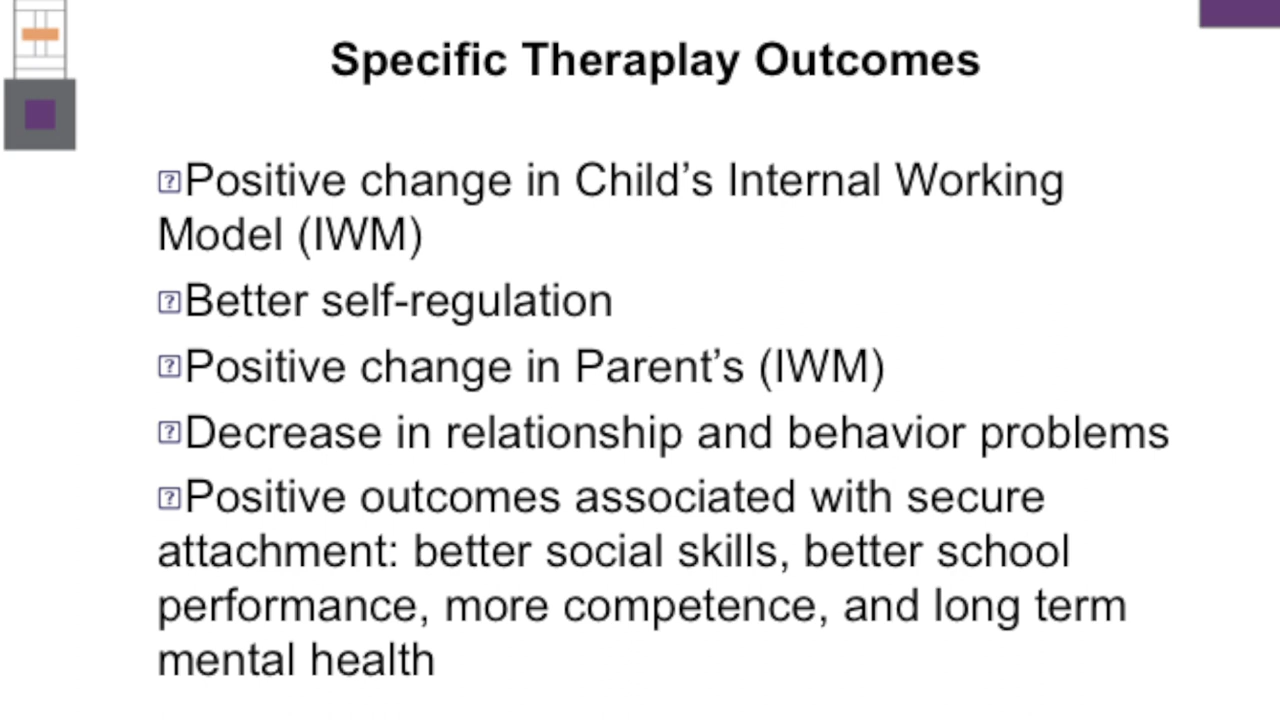 Specific Theraplay Outcomes
⍰Positive change in Child’s Internal Working
Model (IWM)
⍰Better self-regulation
⍰Positive change in Parent’s (IWM)
⍰Decrease in relationship and behavior problems
⍰Positive outcomes associated with secure
attachment: better social skills, better school
performance, more competence, and long term
mental health